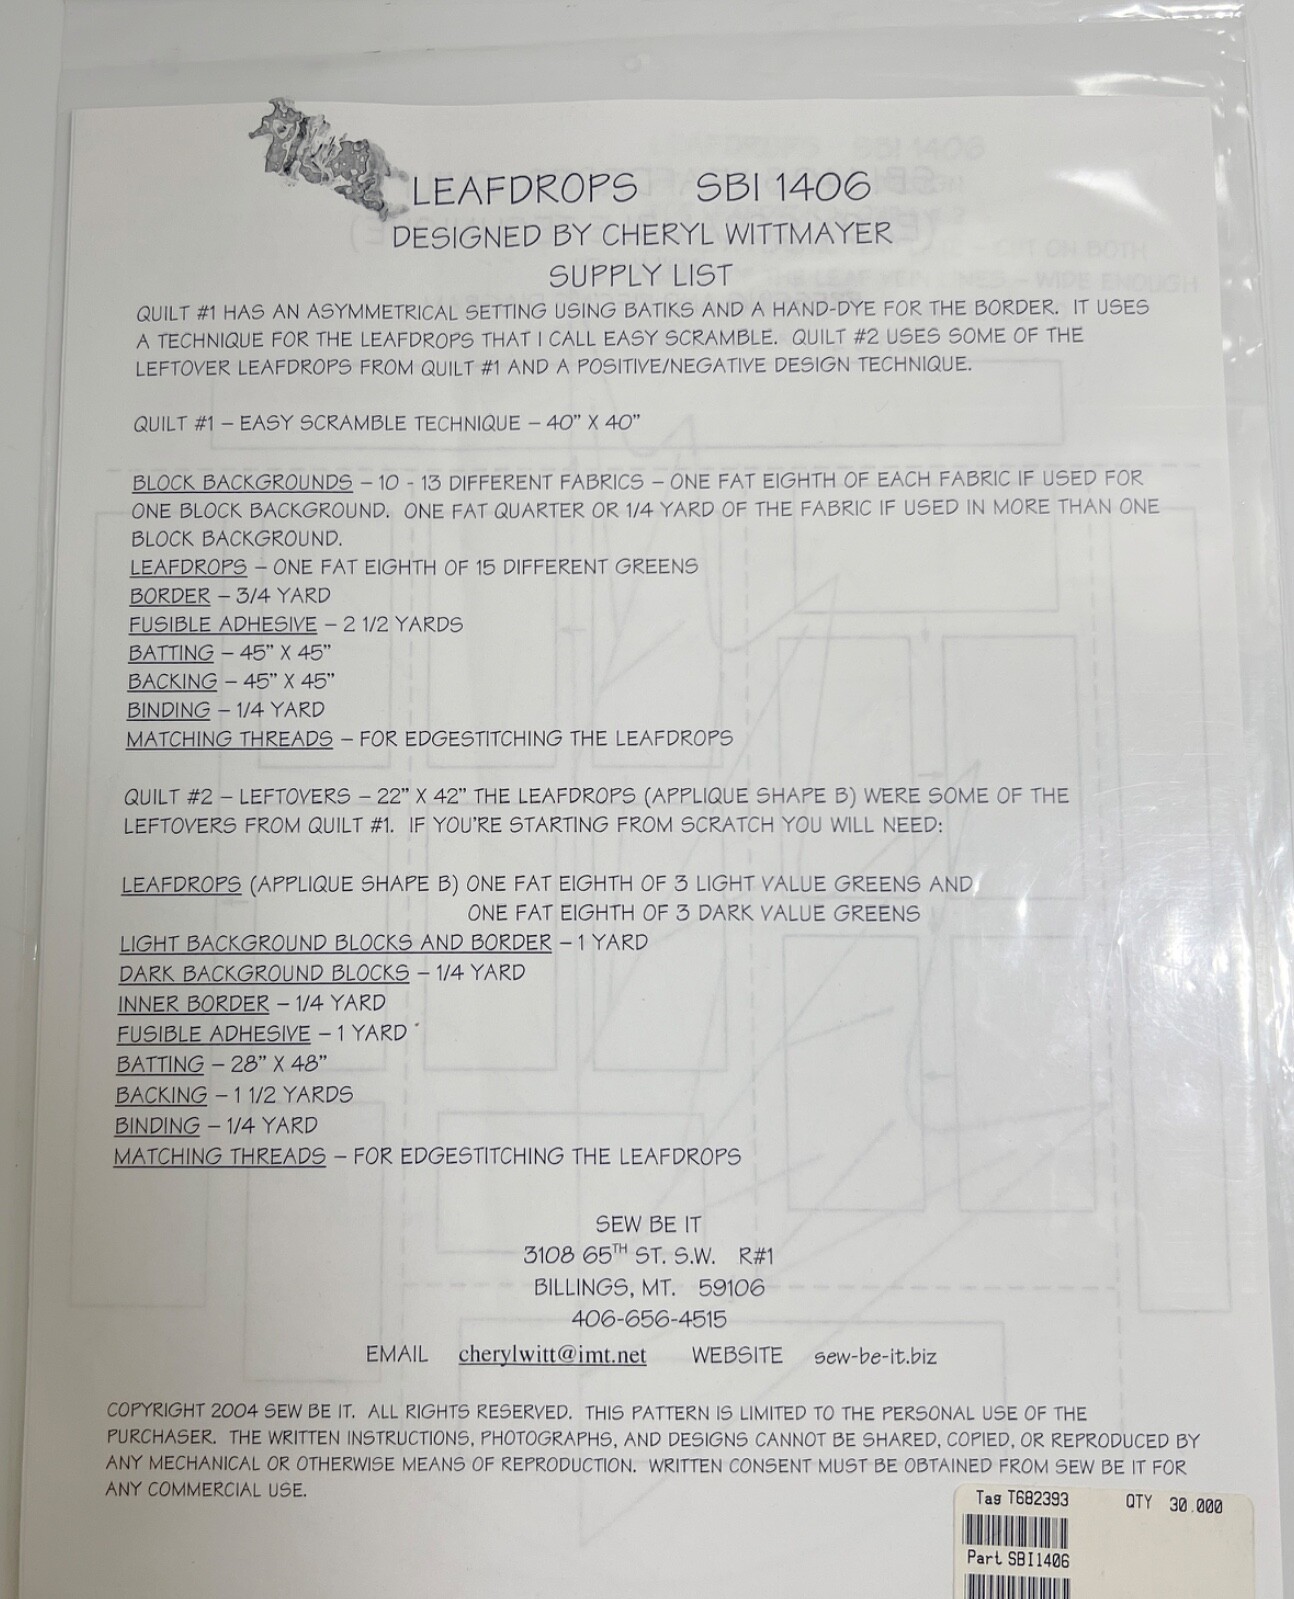 LEAFDROPS SBI 1406
DESIGNED BY CHERYL WITTMAYER
SUPPLY LIST
QUILT #1 HAS AN ASYMMETRICAL SETTING USING BATIKS AND A HAND-DYE FOR THE BORDER. IT USES
A TECHNIQUE FOR THE LEAFDROPS THAT I CALL EASY SCRAMBLE. QUILT #2 USES SOME OF THE
LEFTOVER LEAFDROPS FROM QUILT #1 AND A POSITIVE/NEGATIVE DESIGN TECHNIQUE.
QUILT #1 – EASY SCRAMBLE TECHNIQUE – 40" X 40"
BLOCK BACKGROUNDS – 10 - 13 DIFFERENT FABRICS – ONE FAT EIGHTH OF EACH FABRIC IF USED FOR
ONE BLOCK BACKGROUND. ONE FAT QUARTER OR 1/4 YARD OF THE FABRIC IF USED IN MORE THAN ONE
BLOCK BACKGROUND.
LEAFDROPS – ONE FAT EIGHTH OF 15 DIFFERENT GREENS
BORDER – 3/4 YARD
FUSIBLE ADHESIVE – 2 1/2 YARDS
BATTING – 45" X 45"
BACKING – 45" X 45"
BINDING – 1/4 YARD
MATCHING THREADS – FOR EDGESTITCHING THE LEAFDROPS
QUILT #2 – LEFTOVERS – 22" X 42" THE LEAFDROPS (APPLIQUE SHAPE B) WERE SOME OF THE
LEFTOVERS FROM QUILT #1. IF YOU'RE STARTING FROM SCRATCH YOU WILL NEED:
LEAFDROPS (APPLIQUE SHAPE B) ONE FAT EIGHTH OF 3 LIGHT VALUE GREENS AND
ONE FAT EIGHTH OF 3 DARK VALUE GREENS
LIGHT BACKGROUND BLOCKS AND BORDER – 1 YARD
DARK BACKGROUND BLOCKS – 1/4 YARD
INNER BORDER – 1/4 YARD
FUSIBLE ADHESIVE – 1 YARD
BATTING – 28" X 48"
BACKING – 1 1/2 YARDS
BINDING – 1/4 YARD
MATCHING THREADS – FOR EDGESTITCHING THE LEAFDROPS
SEW BE IT
3108 65TH ST. S.W. R#1
BILLINGS, MT. 59106
406-656-4515
EMAIL cherylwitt@imt.net WEBSITE sew-be-it.biz
COPYRIGHT 2004 SEW BE IT. ALL RIGHTS RESERVED. THIS PATTERN IS LIMITED TO THE PERSONAL USE OF THE
PURCHASER. THE WRITTEN INSTRUCTIONS, PHOTOGRAPHS, AND DESIGNS CANNOT BE SHARED, COPIED, OR REPRODUCED BY
ANY MECHANICAL OR OTHERWISE MEANS OF REPRODUCTION. WRITTEN CONSENT MUST BE OBTAINED FROM SEW BE IT FOR
ANY COMMERCIAL USE.
Tag T682393 QTY 30.000
Part SBI1406